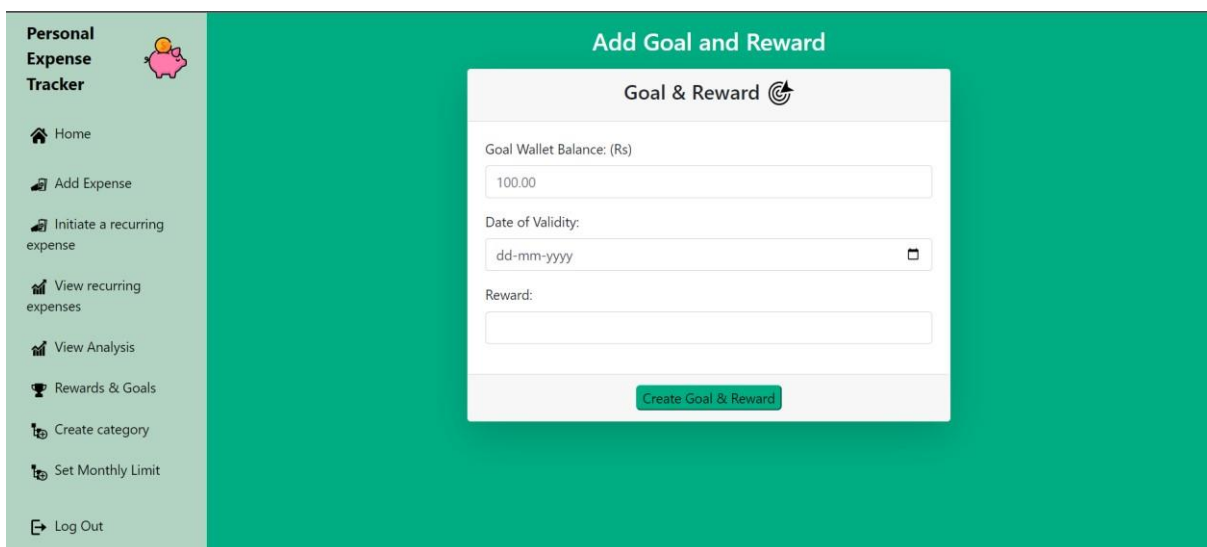 Personal
Expense
Tracker
Home
Add Expense
Initiate a recurring
expense
View recurring
expenses
View Analysis
Rewards & Goals
Create category
Set Monthly Limit
Log Out
Add Goal and Reward
Goal & Reward
Goal Wallet Balance: (Rs)
100.00
Date of Validity:
dd-mm-yyyy
Reward:
Create Goal & Reward